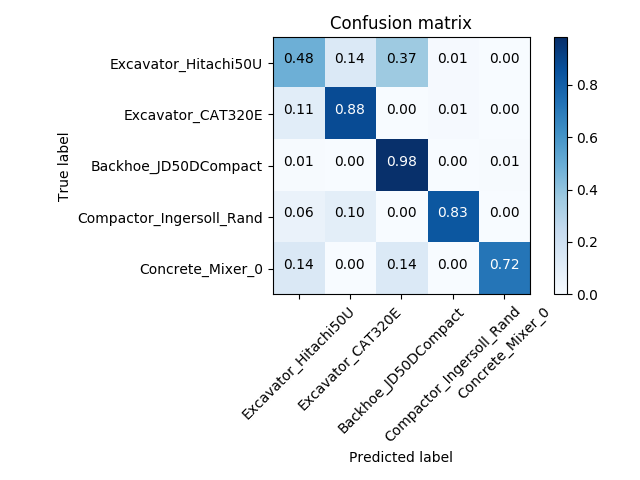 Confusion matrix
True label
Excavator_Hitachi50U 0.48 0.14 0.37 0.01 0.00
Excavator_CAT320E 0.11 0.88 0.00 0.01 0.00
Backhoe_JD50DCompact 0.01 0.00 0.98 0.00 0.01
Compactor_Ingersoll_Rand 0.06 0.10 0.00 0.83 0.00
Concrete_Mixer_0 0.14 0.00 0.14 0.00 0.72
Excavator_Hitachi50U
Excavator_CAT320E
Backhoe_JD50DCompact
Compactor_Ingersoll_Rand
Concrete_Mixer_0
Predicted label
0.8
0.6
0.4
0.2
0.0